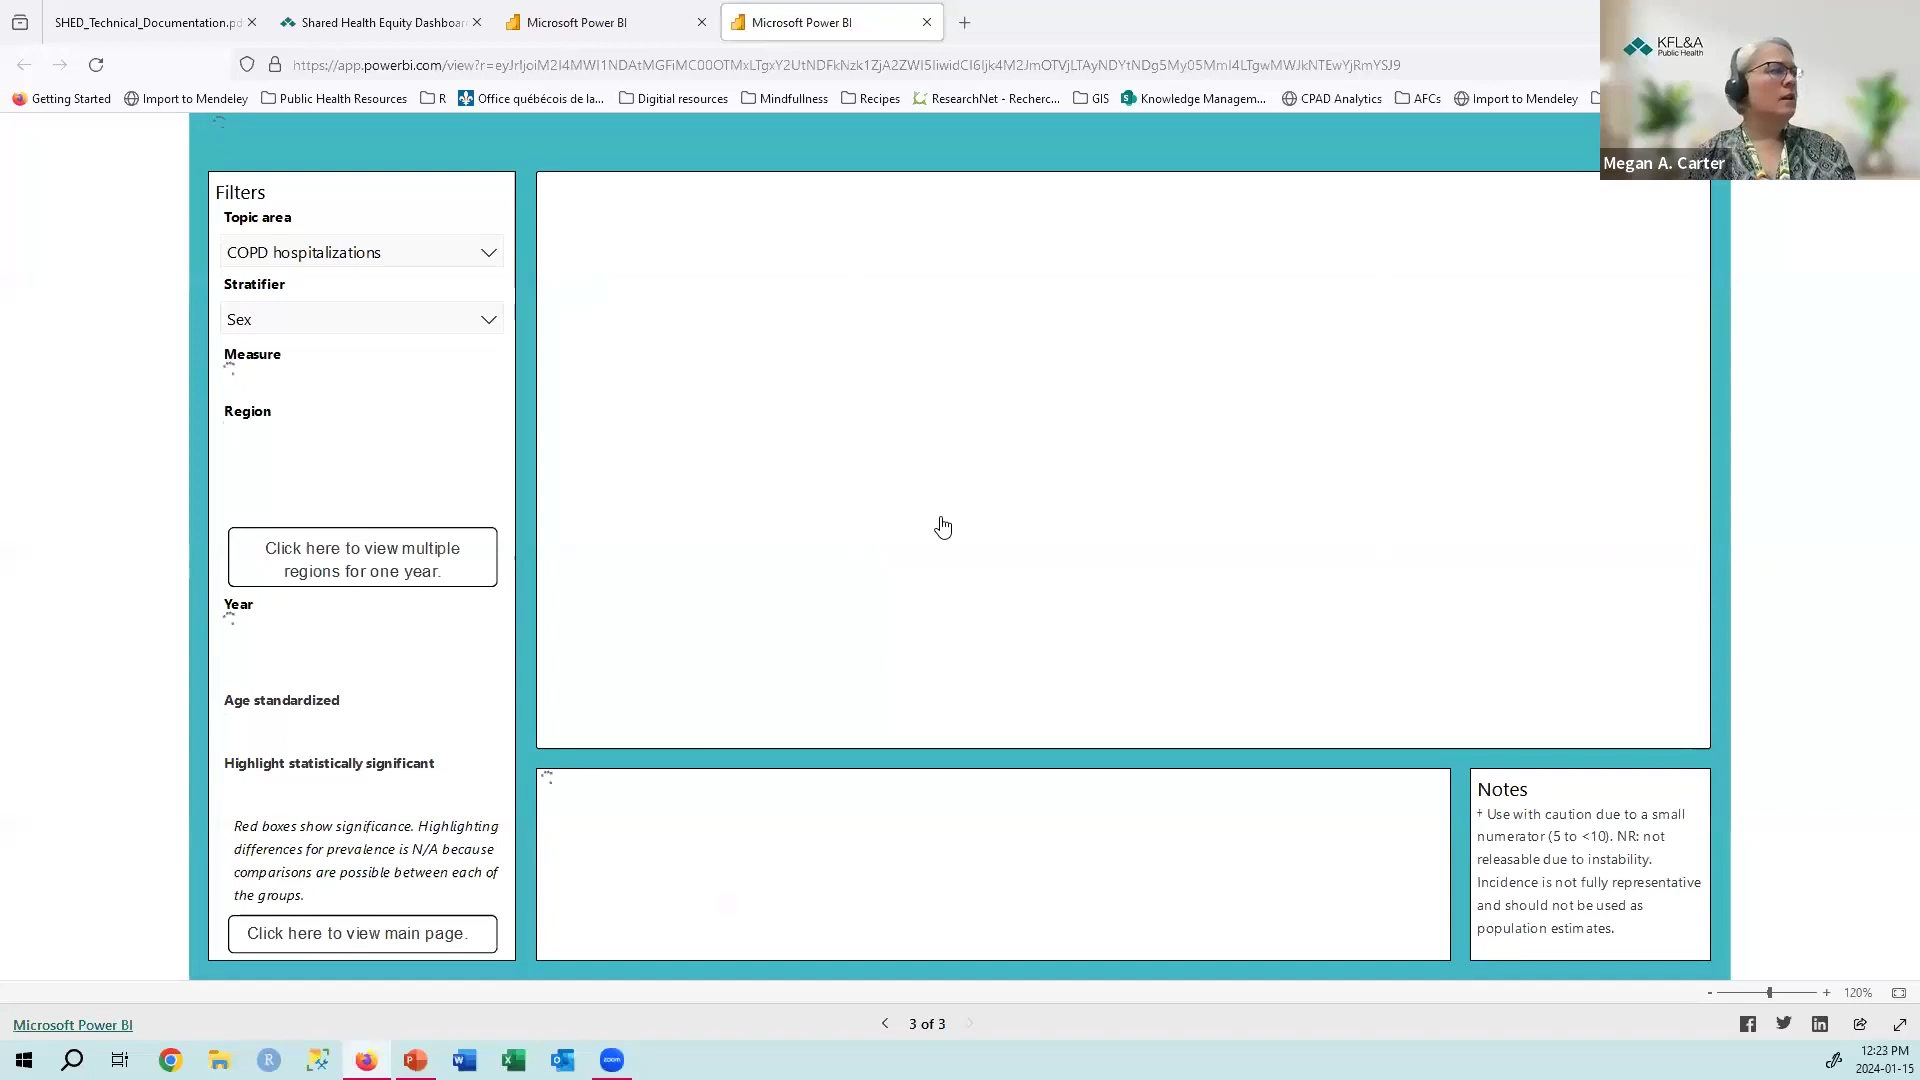 SHED_Technical_Documentation.pd
Shared Health Equity Dashboar
Microsoft Power BI
Microsoft Power BI
Getting Started
Import to Mendeley
Public Health Resources
R
Office québécois de la...
Digitial resources
Mindfullness
Recipes
ResearchNet - Recherc...
GIS
Knowledge Managem...
CPAD Analytics
AFCs
Import to Mendeley
KFL&A
Public Health
Megan A. Carter
Filters
Topic area
COPD hospitalizations
Stratifier
Sex
Measure
Region
Click here to view multiple
regions for one year.
Year
Age standardized
Highlight statistically significant
Red boxes show significance. Highlighting
differences for prevalence is N/A because
comparisons are possible between each of
the groups.
Click here to view main page.
Notes
† Use with caution due to a small
numerator (5 to <10). NR: not
releasable due to instability.
Incidence is not fully representative
and should not be used as
population estimates.
- + 120%
Microsoft Power BI
3 of 3
12:23 PM
2024-01-15